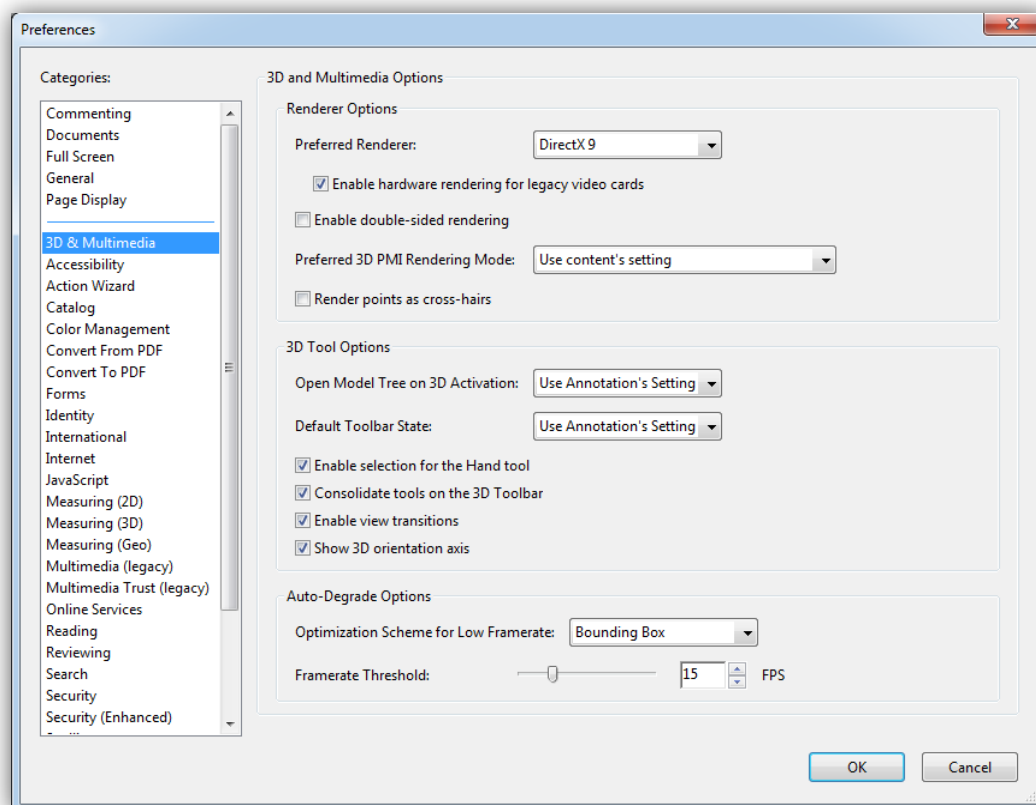 Preferences
Categories:
Commenting
Documents
Full Screen
General
Page Display
3D & Multimedia
Accessibility
Action Wizard
Catalog
Color Management
Convert From PDF
Convert To PDF
Forms
Identity
International
Internet
JavaScript
Measuring (2D)
Measuring (3D)
Measuring (Geo)
Multimedia (legacy)
Multimedia Trust (legacy)
Online Services
Reading
Reviewing
Search
Security
Security (Enhanced)
3D and Multimedia Options
Renderer Options
Preferred Renderer: DirectX 9
Enable hardware rendering for legacy video cards
Enable double-sided rendering
Preferred 3D PMI Rendering Mode: Use content's setting
Render points as cross-hairs
3D Tool Options
Open Model Tree on 3D Activation: Use Annotation's Setting
Default Toolbar State: Use Annotation's Setting
Enable selection for the Hand tool
Consolidate tools on the 3D Toolbar
Enable view transitions
Show 3D orientation axis
Auto-Degrade Options
Optimization Scheme for Low Framerate: Bounding Box
Framerate Threshold: 15 FPS
OK Cancel